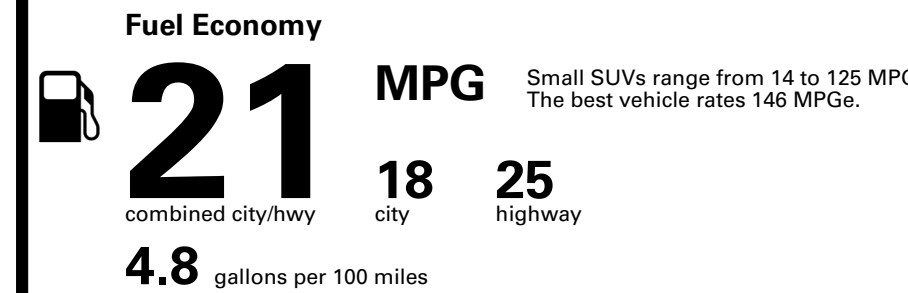 Fuel Economy
21 MPG
Small SUVs range from 14 to 125 MPG
The best vehicle rates 146 MPGe.
18 25
combined city/hwy city highway
4.8 gallons per 100 miles